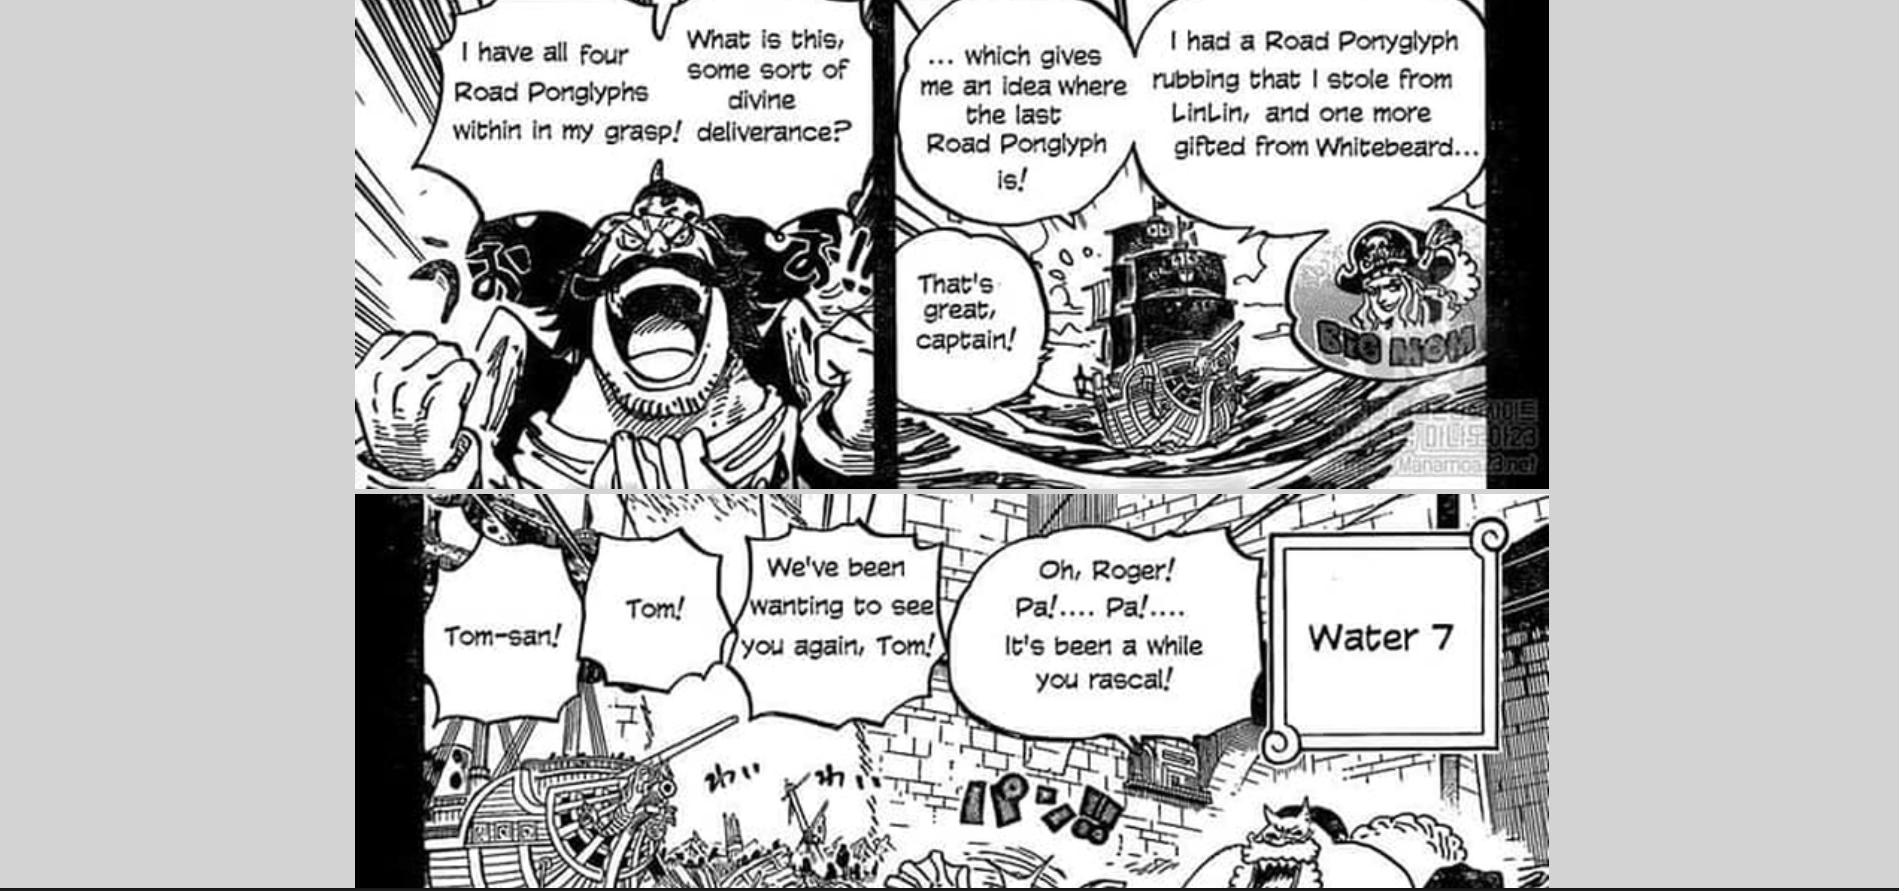 I had a Road Ponyglyph
rubbing that I stole from
LinLin, and one more
gifted from Whitebeard...
BIG MOM
... which gives
me an idea where
the last
Road Ponglyph
is!
That's
great,
captain!
What is this,
some sort of
divine
deliverance?
I have all four
Road Ponglyphs
within in my grasp!
お
お!!
Water 7
Oh, Roger!
Pa!.... Pa!....
It's been a while
you rascal!
We've been
wanting to see
you again, Tom!
Tom!
Tom-san!